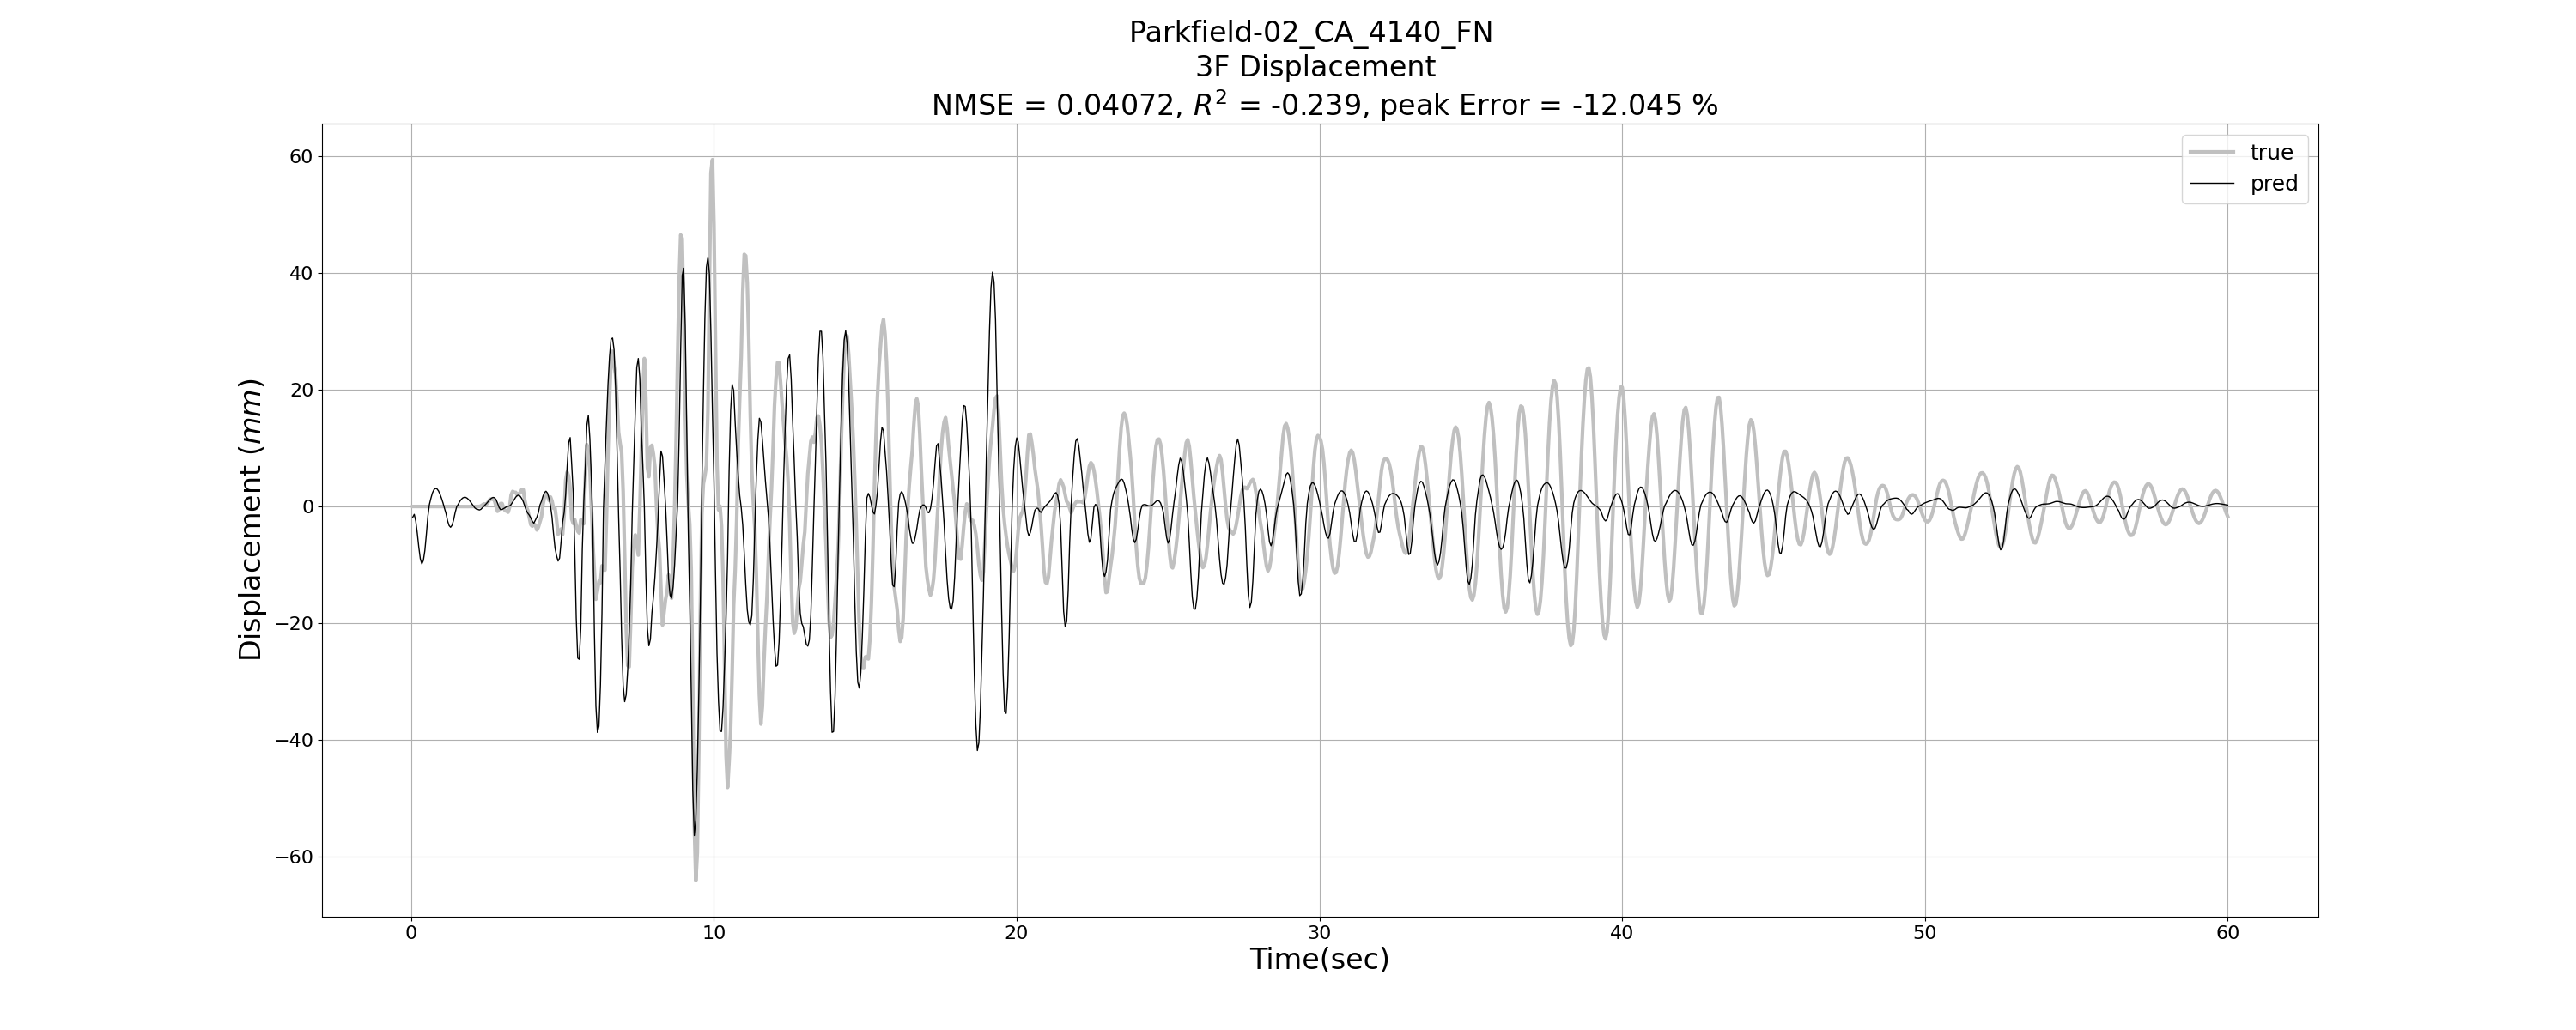 Parkfield-02_CA_4140_FN
3F Displacement
NMSE = 0.04072, R² = -0.239, peak Error = -12.045 %
true
pred
60
40
20
0
−20
−40
−60
Displacement (mm)
0 10 20 30 40 50 60
Time(sec)